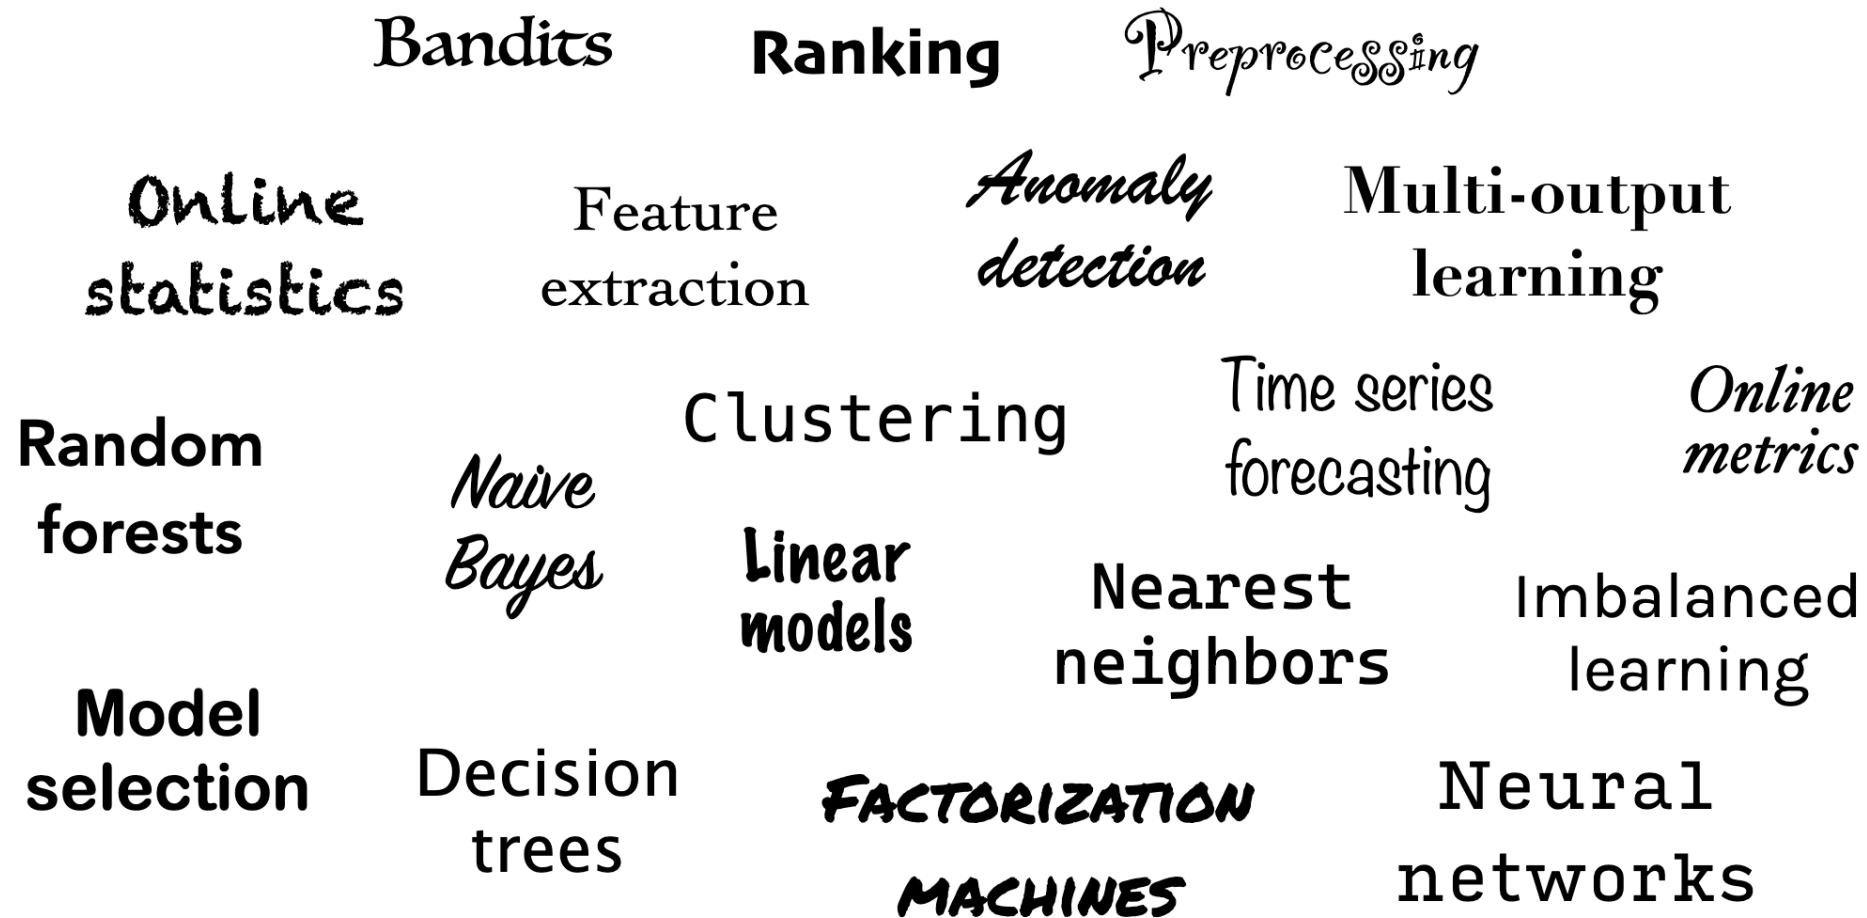 Bandits
Ranking
Preprocessing
Online
statistics
Feature
extraction
Anomaly
detection
Multi-output
learning
Random
forests
Naive
Bayes
Clustering
Time series
forecasting
Online
metrics
Linear
models
Nearest
neighbors
Imbalanced
learning
Model
selection
Decision
trees
FACTORIZATION
MACHINES
Neural
networks